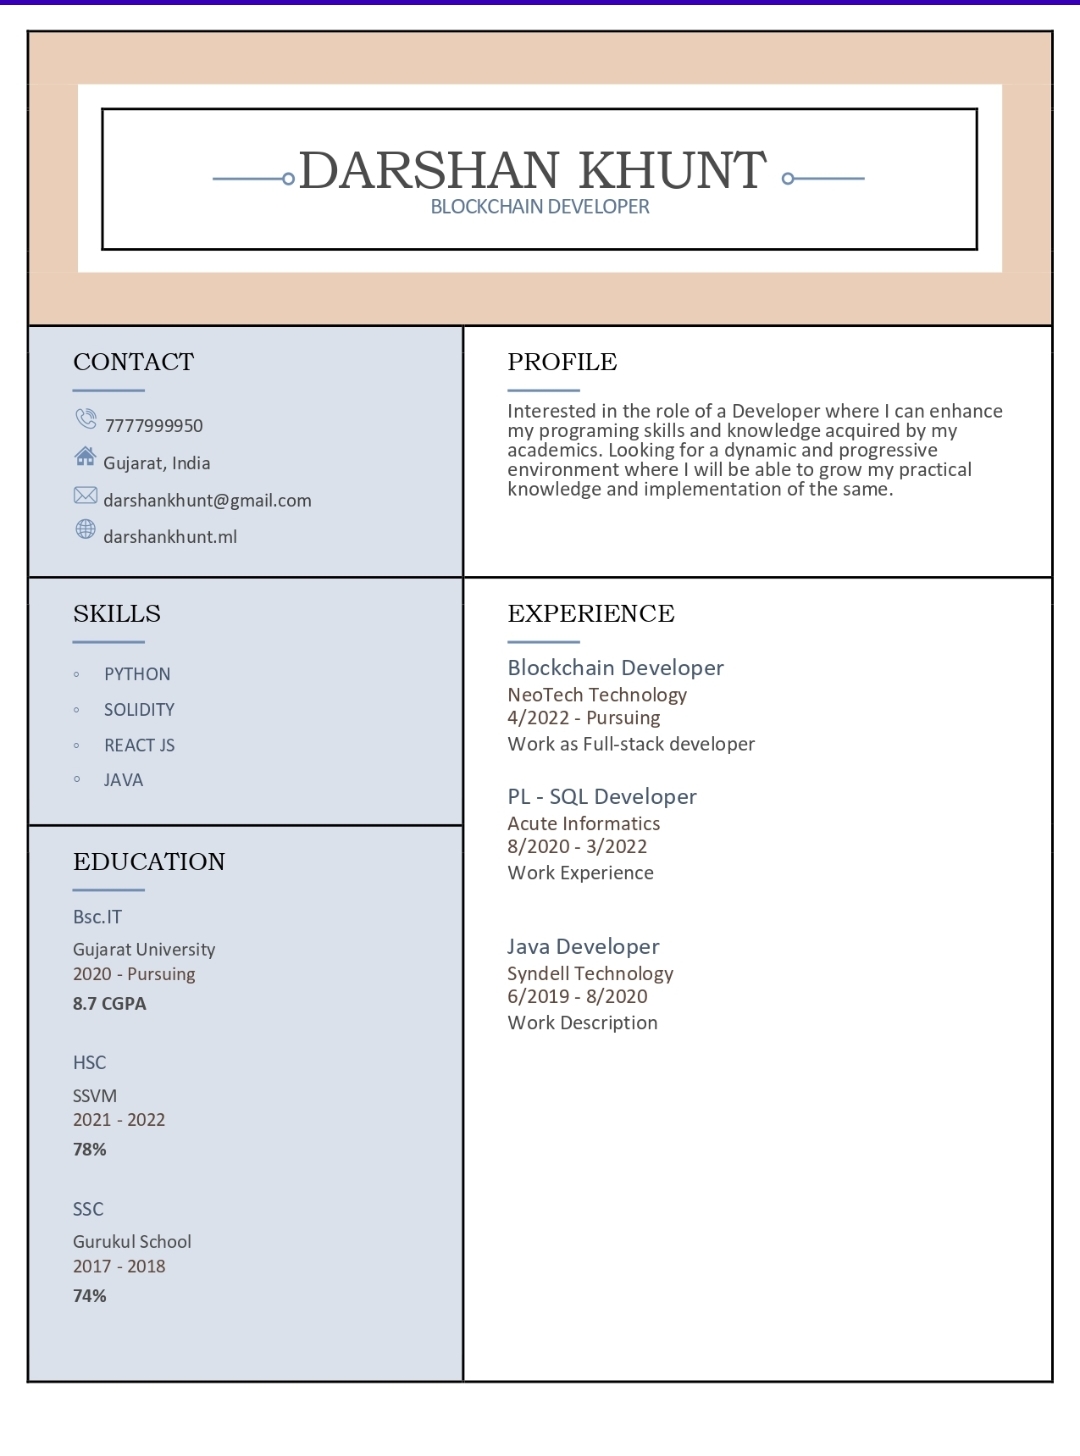 DARSHAN KHUNT
BLOCKCHAIN DEVELOPER
CONTACT
7777999950
Gujarat, India
darshankhunt@gmail.com
darshankhunt.ml
PROFILE
Interested in the role of a Developer where I can enhance
my programing skills and knowledge acquired by my
academics. Looking for a dynamic and progressive
environment where I will be able to grow my practical
knowledge and implementation of the same.
SKILLS
◦ PYTHON
◦ SOLIDITY
◦ REACT JS
◦ JAVA
EDUCATION
Bsc.IT
Gujarat University
2020 - Pursuing
8.7 CGPA
HSC
SSVM
2021 - 2022
78%
SSC
Gurukul School
2017 - 2018
74%
EXPERIENCE
Blockchain Developer
NeoTech Technology
4/2022 - Pursuing
Work as Full-stack developer
PL - SQL Developer
Acute Informatics
8/2020 - 3/2022
Work Experience
Java Developer
Syndell Technology
6/2019 - 8/2020
Work Description